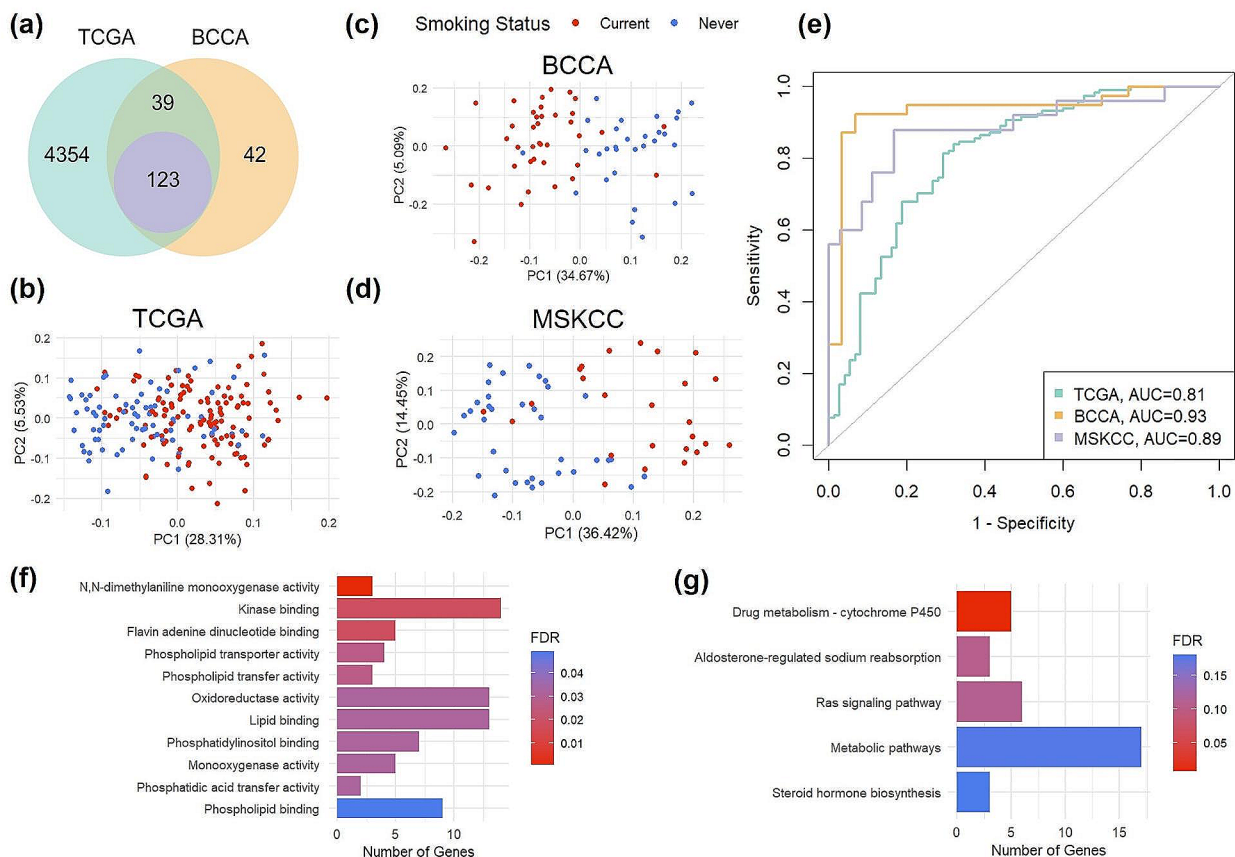 (a)
TCGA
BCCA
39
4354
42
123
(b)
TCGA
0.2
0.1
0.0
-0.1
-0.2
PC2 (5.53%)
-0.1
0.0
0.1
0.2
PC1 (28.31%)
(c)
Smoking Status
Current
Never
BCCA
0.2
0.0
-0.2
PC2 (5.09%)
-0.2
-0.1
0.0
0.1
0.2
PC1 (34.67%)
(d)
MSKCC
0.2
0.1
0.0
-0.1
-0.2
PC2 (14.45%)
-0.2
-0.1
0.0
0.1
0.2
PC1 (36.42%)
(e)
1.0
0.8
0.6
0.4
0.2
0.0
Sensitivity
TCGA, AUC=0.81
BCCA, AUC=0.93
MSKCC, AUC=0.89
0.0
0.2
0.4
0.6
0.8
1.0
1 - Specificity
(f)
N,N-dimethylaniline monooxygenase activity
Kinase binding
Flavin adenine dinucleotide binding
Phospholipid transporter activity
Phospholipid transfer activity
Oxidoreductase activity
Lipid binding
Phosphatidylinositol binding
Monooxygenase activity
Phosphatidic acid transfer activity
Phospholipid binding
0
5
10
Number of Genes
FDR
0.04
0.03
0.02
0.01
(g)
Drug metabolism - cytochrome P450
Aldosterone-regulated sodium reabsorption
Ras signaling pathway
Metabolic pathways
Steroid hormone biosynthesis
0
5
10
15
Number of Genes
FDR
0.15
0.10
0.05